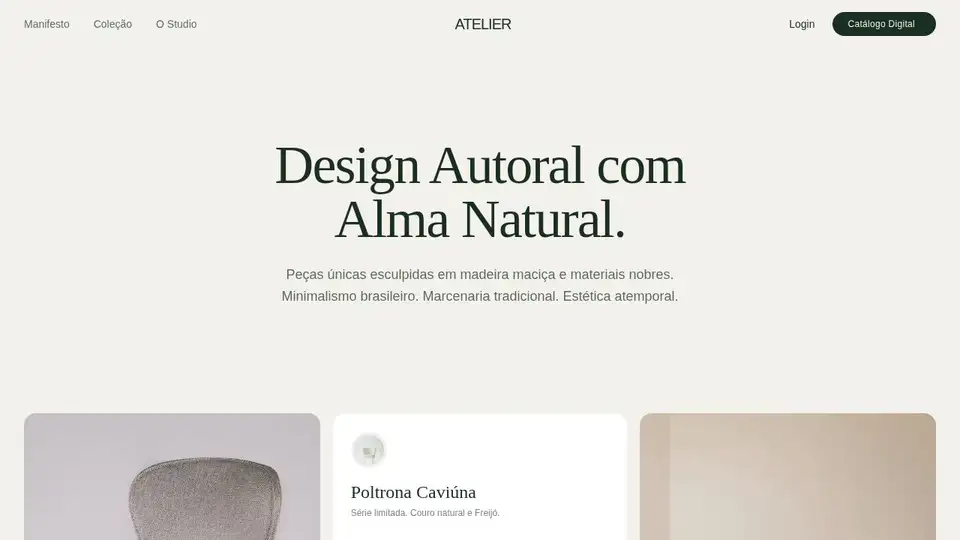 Manifesto
Coleção
O Studio
ATELIER
Login
Catálogo Digital
Design Autoral com
Alma Natural.
Peças únicas esculpidas em madeira maciça e materiais nobres.
Minimalismo brasileiro. Marcenaria tradicional. Estética atemporal.
Poltrona Caviúna
Série limitada. Couro natural e Freijó.